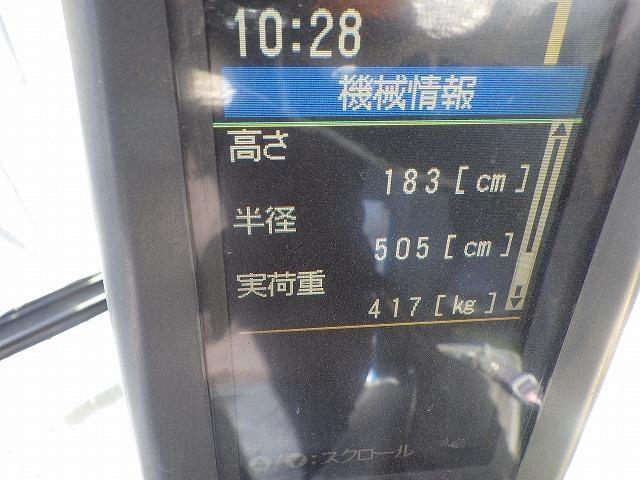 10:28
機械情報
高さ
183[cm]
半径
505[cm]
実荷重
417[kg]
▲/▼:スクロール